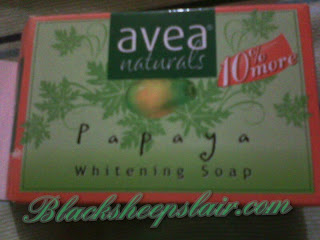 avea®
naturals
10% more
Papaya
Whitening Soap
Blacksheepslair.com